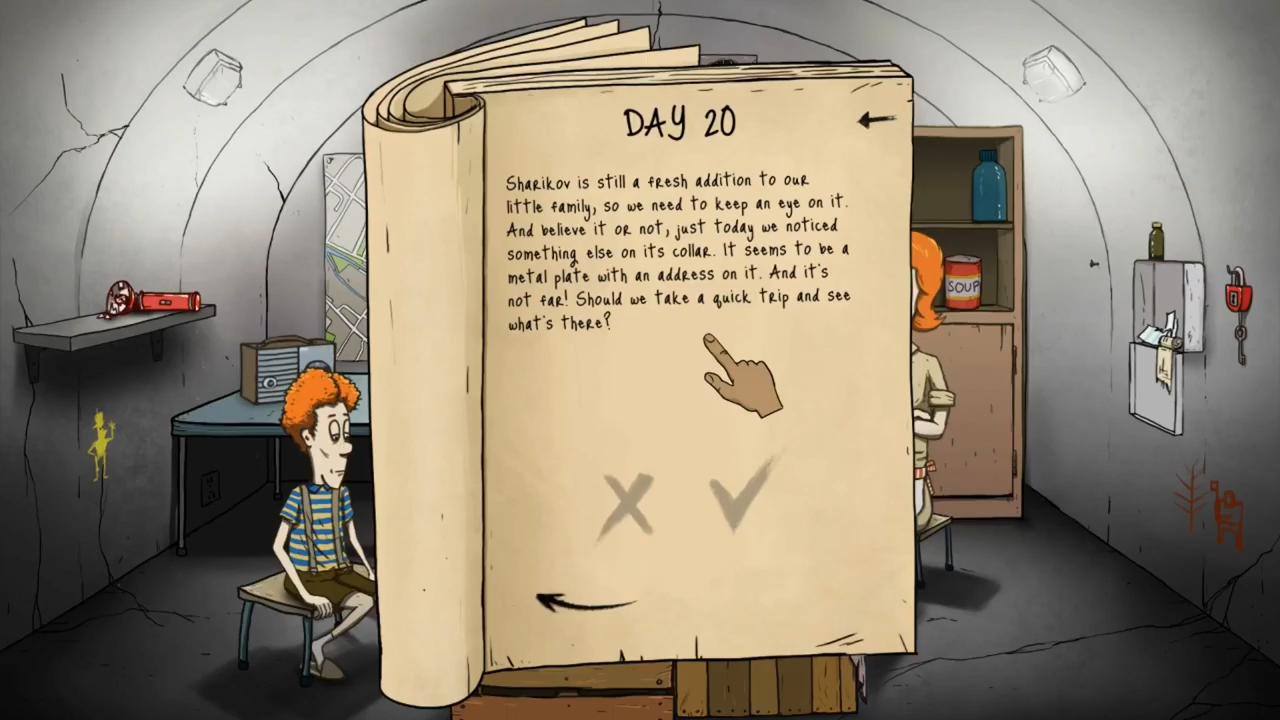 DAY 20
Sharikov is still a fresh addition to our
little family, so we need to keep an eye on it.
And believe it or not, just today we noticed
something else on its collar. It seems to be a
metal plate with an address on it. And it's
not far! Should we take a quick trip and see
what's there?
SOUP